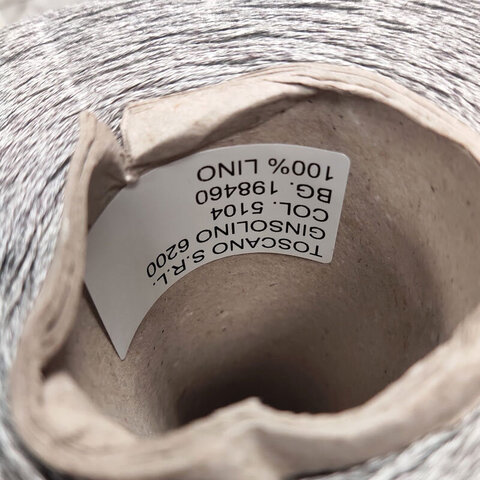 TOSCANO S.R.L.
GINSOLINO 6200
COL. 5104
BG. 198460
100% LINO